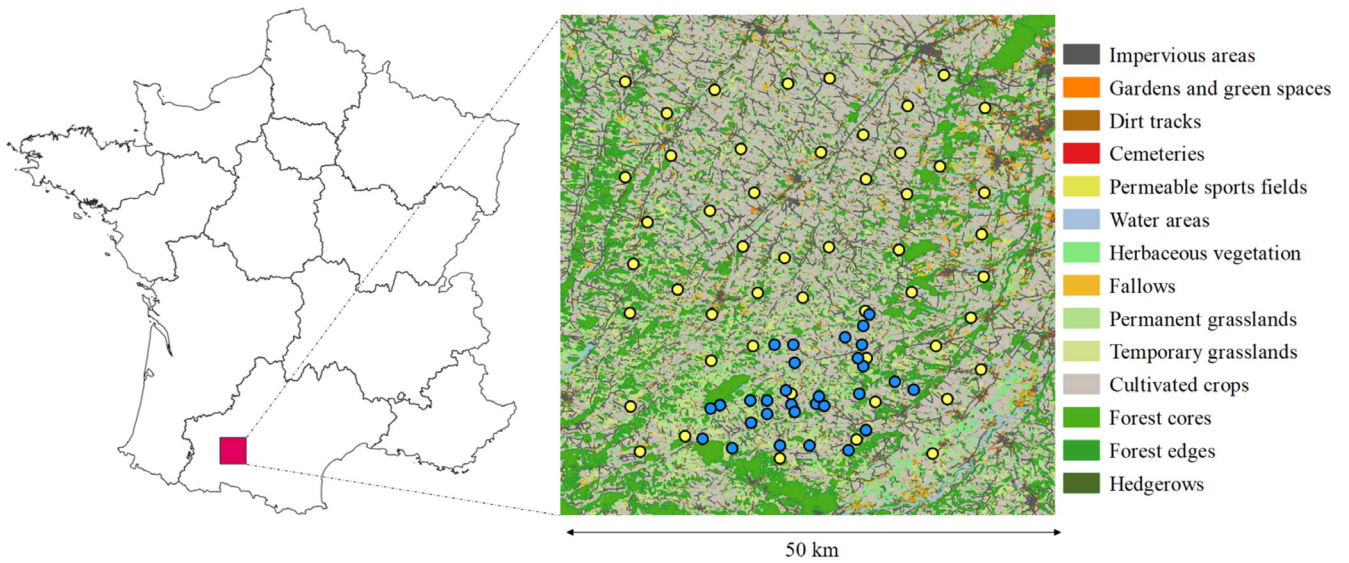 Impervious areas
Gardens and green spaces
Dirt tracks
Cemeteries
Permeable sports fields
Water areas
Herbaceous vegetation
Fallows
Permanent grasslands
Temporary grasslands
Cultivated crops
Forest cores
Forest edges
Hedgerows
50 km